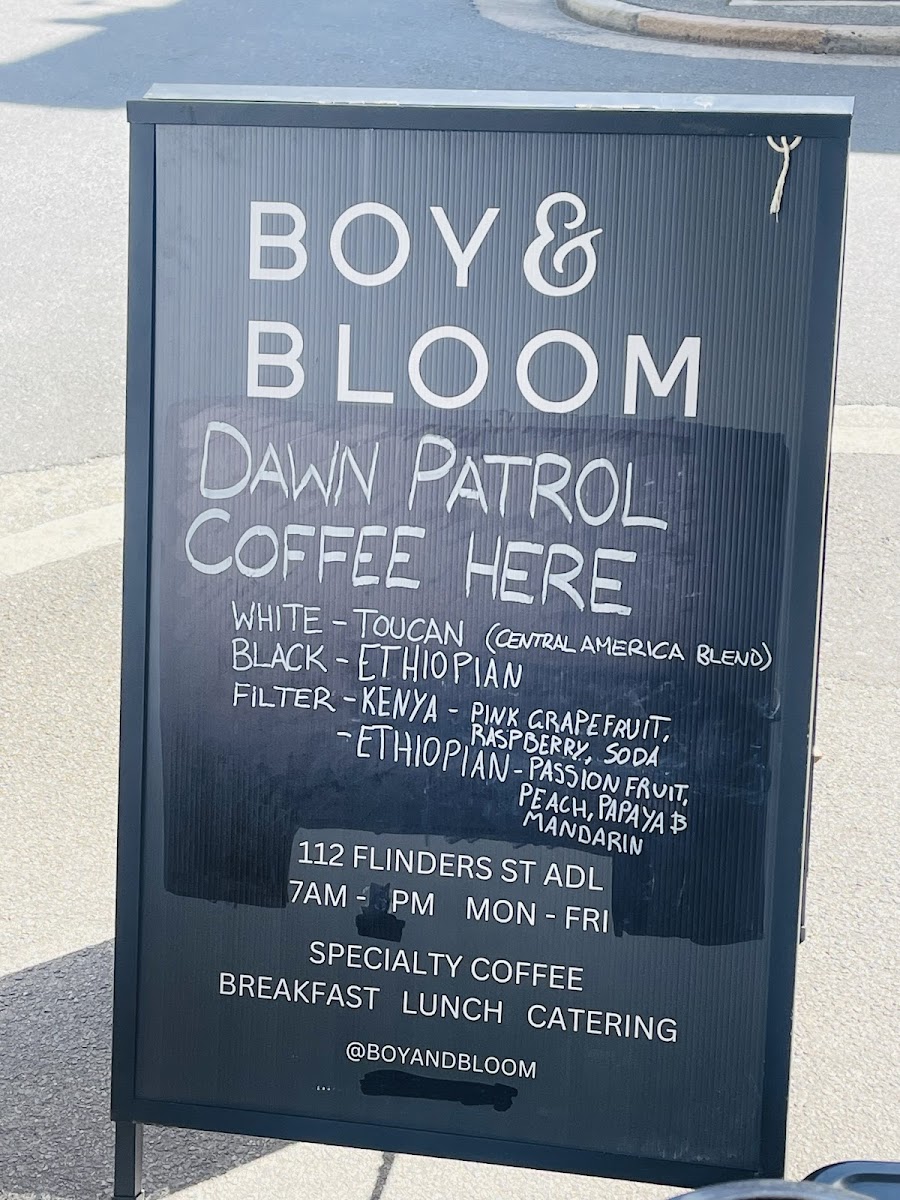 BOY &
BLOOM
DAWN PATROL
COFFEE HERE
WHITE - TOUCAN (CENTRAL AMERICA BLEND)
BLACK - ETHIOPIAN
FILTER - KENYA - PINK GRAPEFRUIT,
RASPBERRY, SODA
- ETHIOPIAN - PASSION FRUIT,
PEACH, PAPAYA &
MANDARIN
112 FLINDERS ST ADL
7AM - PM MON - FRI
SPECIALTY COFFEE
BREAKFAST LUNCH CATERING
@BOYANDBLOOM